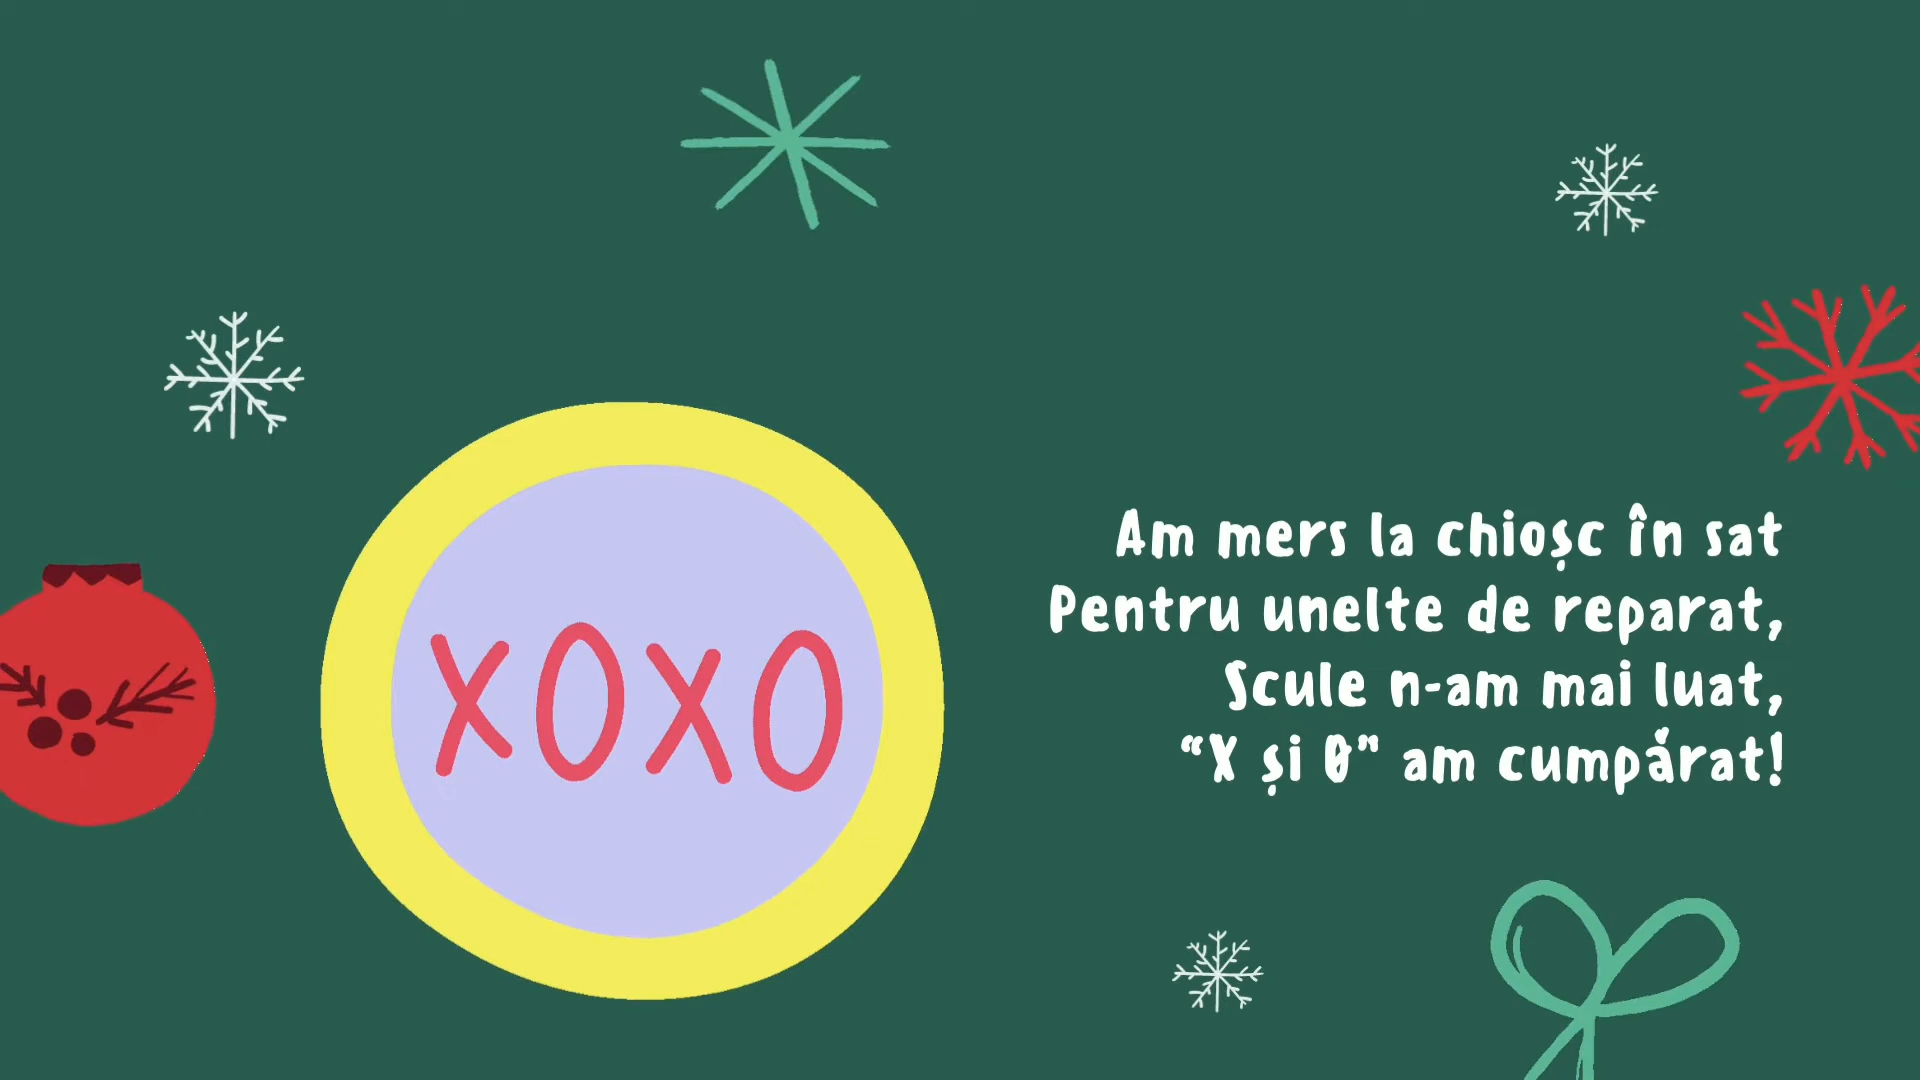 XOXO
Am mers la chioșc în sat
Pentru unelte de reparat,
Scule n-am mai luat,
“X și 0” am cumpărat!